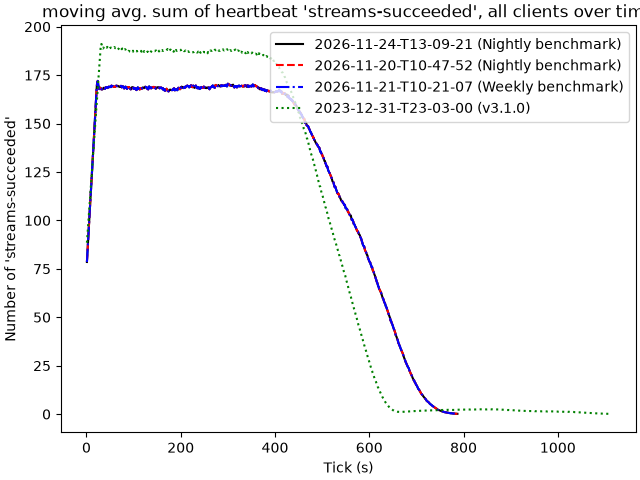 moving avg. sum of heartbeat 'streams-succeeded', all clients over tim
200
175
150
125
100
75
50
25
0
Number of 'streams-succeeded'
2026-11-24-T13-09-21 (Nightly benchmark)
2026-11-20-T10-47-52 (Nightly benchmark)
2026-11-21-T10-21-07 (Weekly benchmark)
2023-12-31-T23-03-00 (v3.1.0)
0 200 400 600 800 1000
Tick (s)